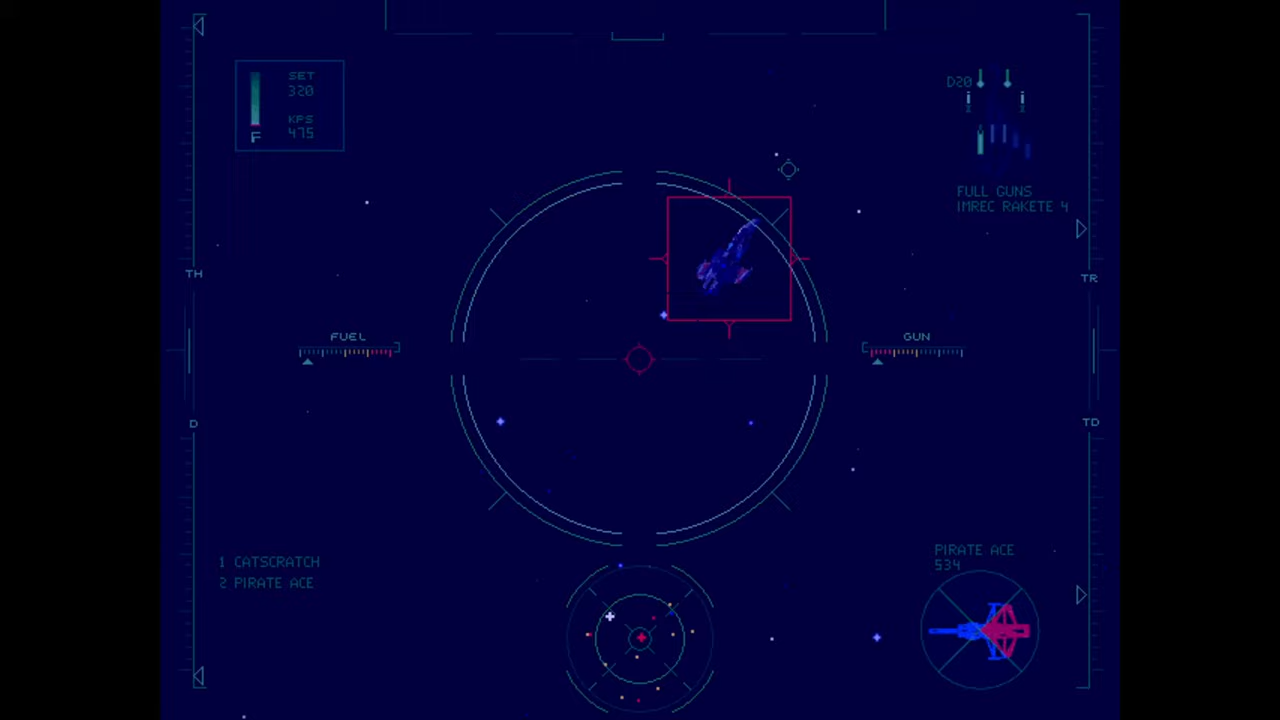 SET
320
KPS
475
F
D20
FULL GUNS
IMREC RAKETE 4
TH
TR
FUEL
GUN
D
TD
1 CATSCRATCH
2 PIRATE ACE
PIRATE ACE
534